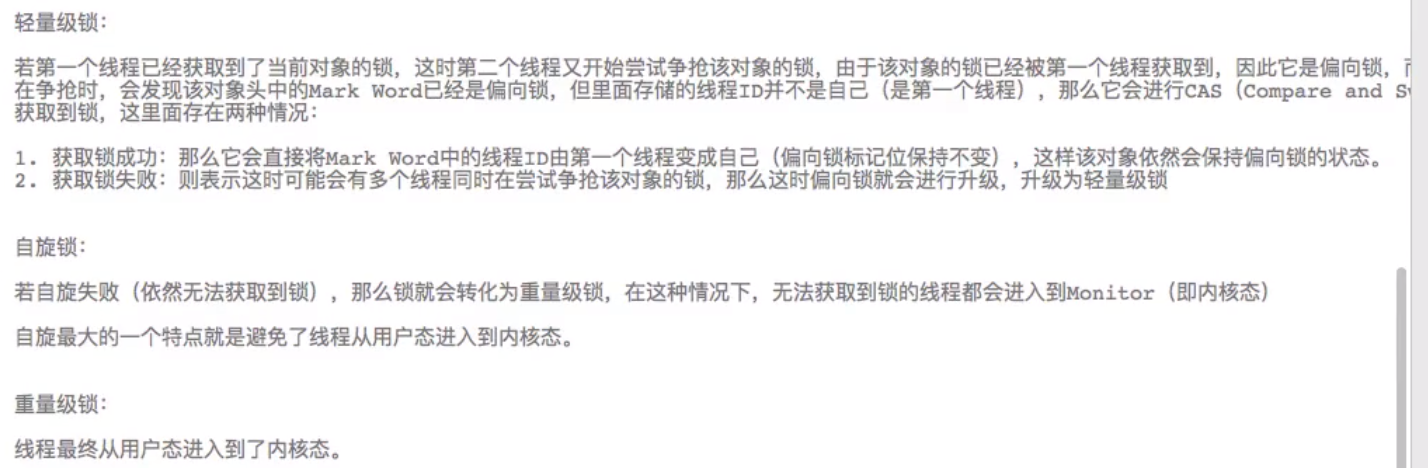 轻量级锁：
若第一个线程已经获取到了当前对象的锁，这时第二个线程又开始尝试争抢该对象的锁，由于该对象的锁已经被第一个线程获取到，因此它是偏向锁，
在争抢时，会发现该对象头中的Mark Word已经是偏向锁，但里面存储的线程ID并不是自己（是第一个线程），那么它会进行CAS（Compare and
获取到锁，这里面存在两种情况：
1. 获取锁成功：那么它会直接将Mark Word中的线程ID由第一个线程变成自己（偏向锁标记位保持不变），这样该对象依然会保持偏向锁的状态。
2. 获取锁失败：则表示这时可能会有多个线程同时在尝试争抢该对象的锁，那么这时偏向锁就会进行升级，升级为轻量级锁
自旋锁：
若自旋失败（依然无法获取到锁），那么锁就会转化为重量级锁，在这种情况下，无法获取到锁的线程都会进入到Monitor（即内核态）
自旋最大的一个特点就是避免了线程从用户态进入到内核态。
重量级锁：
线程最终从用户态进入到了内核态。